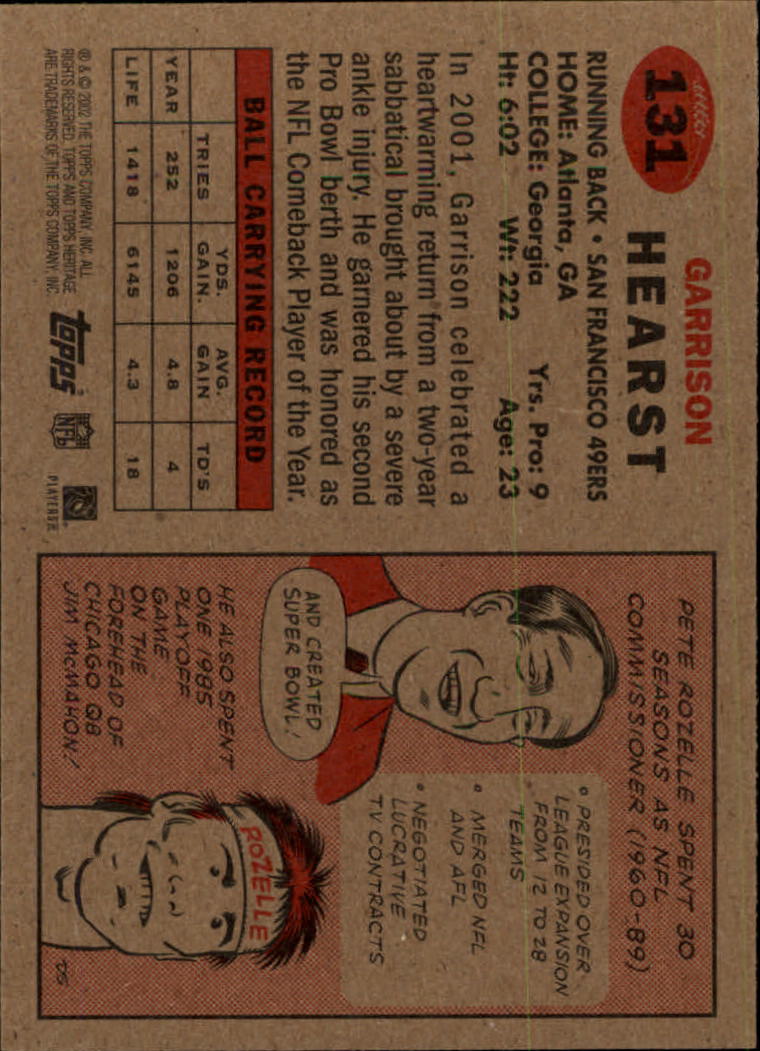 131
GARRISON
HEARST
RUNNING BACK • SAN FRANCISCO 49ERS
HOME: Atlanta, GA
COLLEGE: Georgia Yrs. Pro: 9
Ht: 6:02 Wt: 222 Age: 23
In 2001, Garrison celebrated a
heartwarming return from a two-year
sabbatical brought about by a severe
ankle injury. He garnered his second
Pro Bowl berth and was honored as
the NFL Comeback Player of the Year.
BALL CARRYING RECORD
TRIES YDS. GAIN. AVG. GAIN TD'S
YEAR 252 1206 4.8 4
LIFE 1418 6145 4.3 18
® & © 2002 THE TOPPS COMPANY, INC. ALL
RIGHTS RESERVED. TOPPS AND TOPPS HERITAGE
ARE TRADEMARKS OF THE TOPPS COMPANY, INC.
topps
NFL
PLAYERS
PETE ROZELLE SPENT 30
SEASONS AS NFL
COMMISSIONER (1960-89)
• PRESIDED OVER
LEAGUE EXPANSION
FROM 12 TO 28
TEAMS
• MERGED NFL
AND AFL
• NEGOTIATED
LUCRATIVE
TV CONTRACTS
AND CREATED
SUPER BOWL!
HE ALSO SPENT
ONE 1985
PLAYOFF
GAME
ON THE
FOREHEAD OF
CHICAGO QB
JIM McMAHON!
ROZELLE